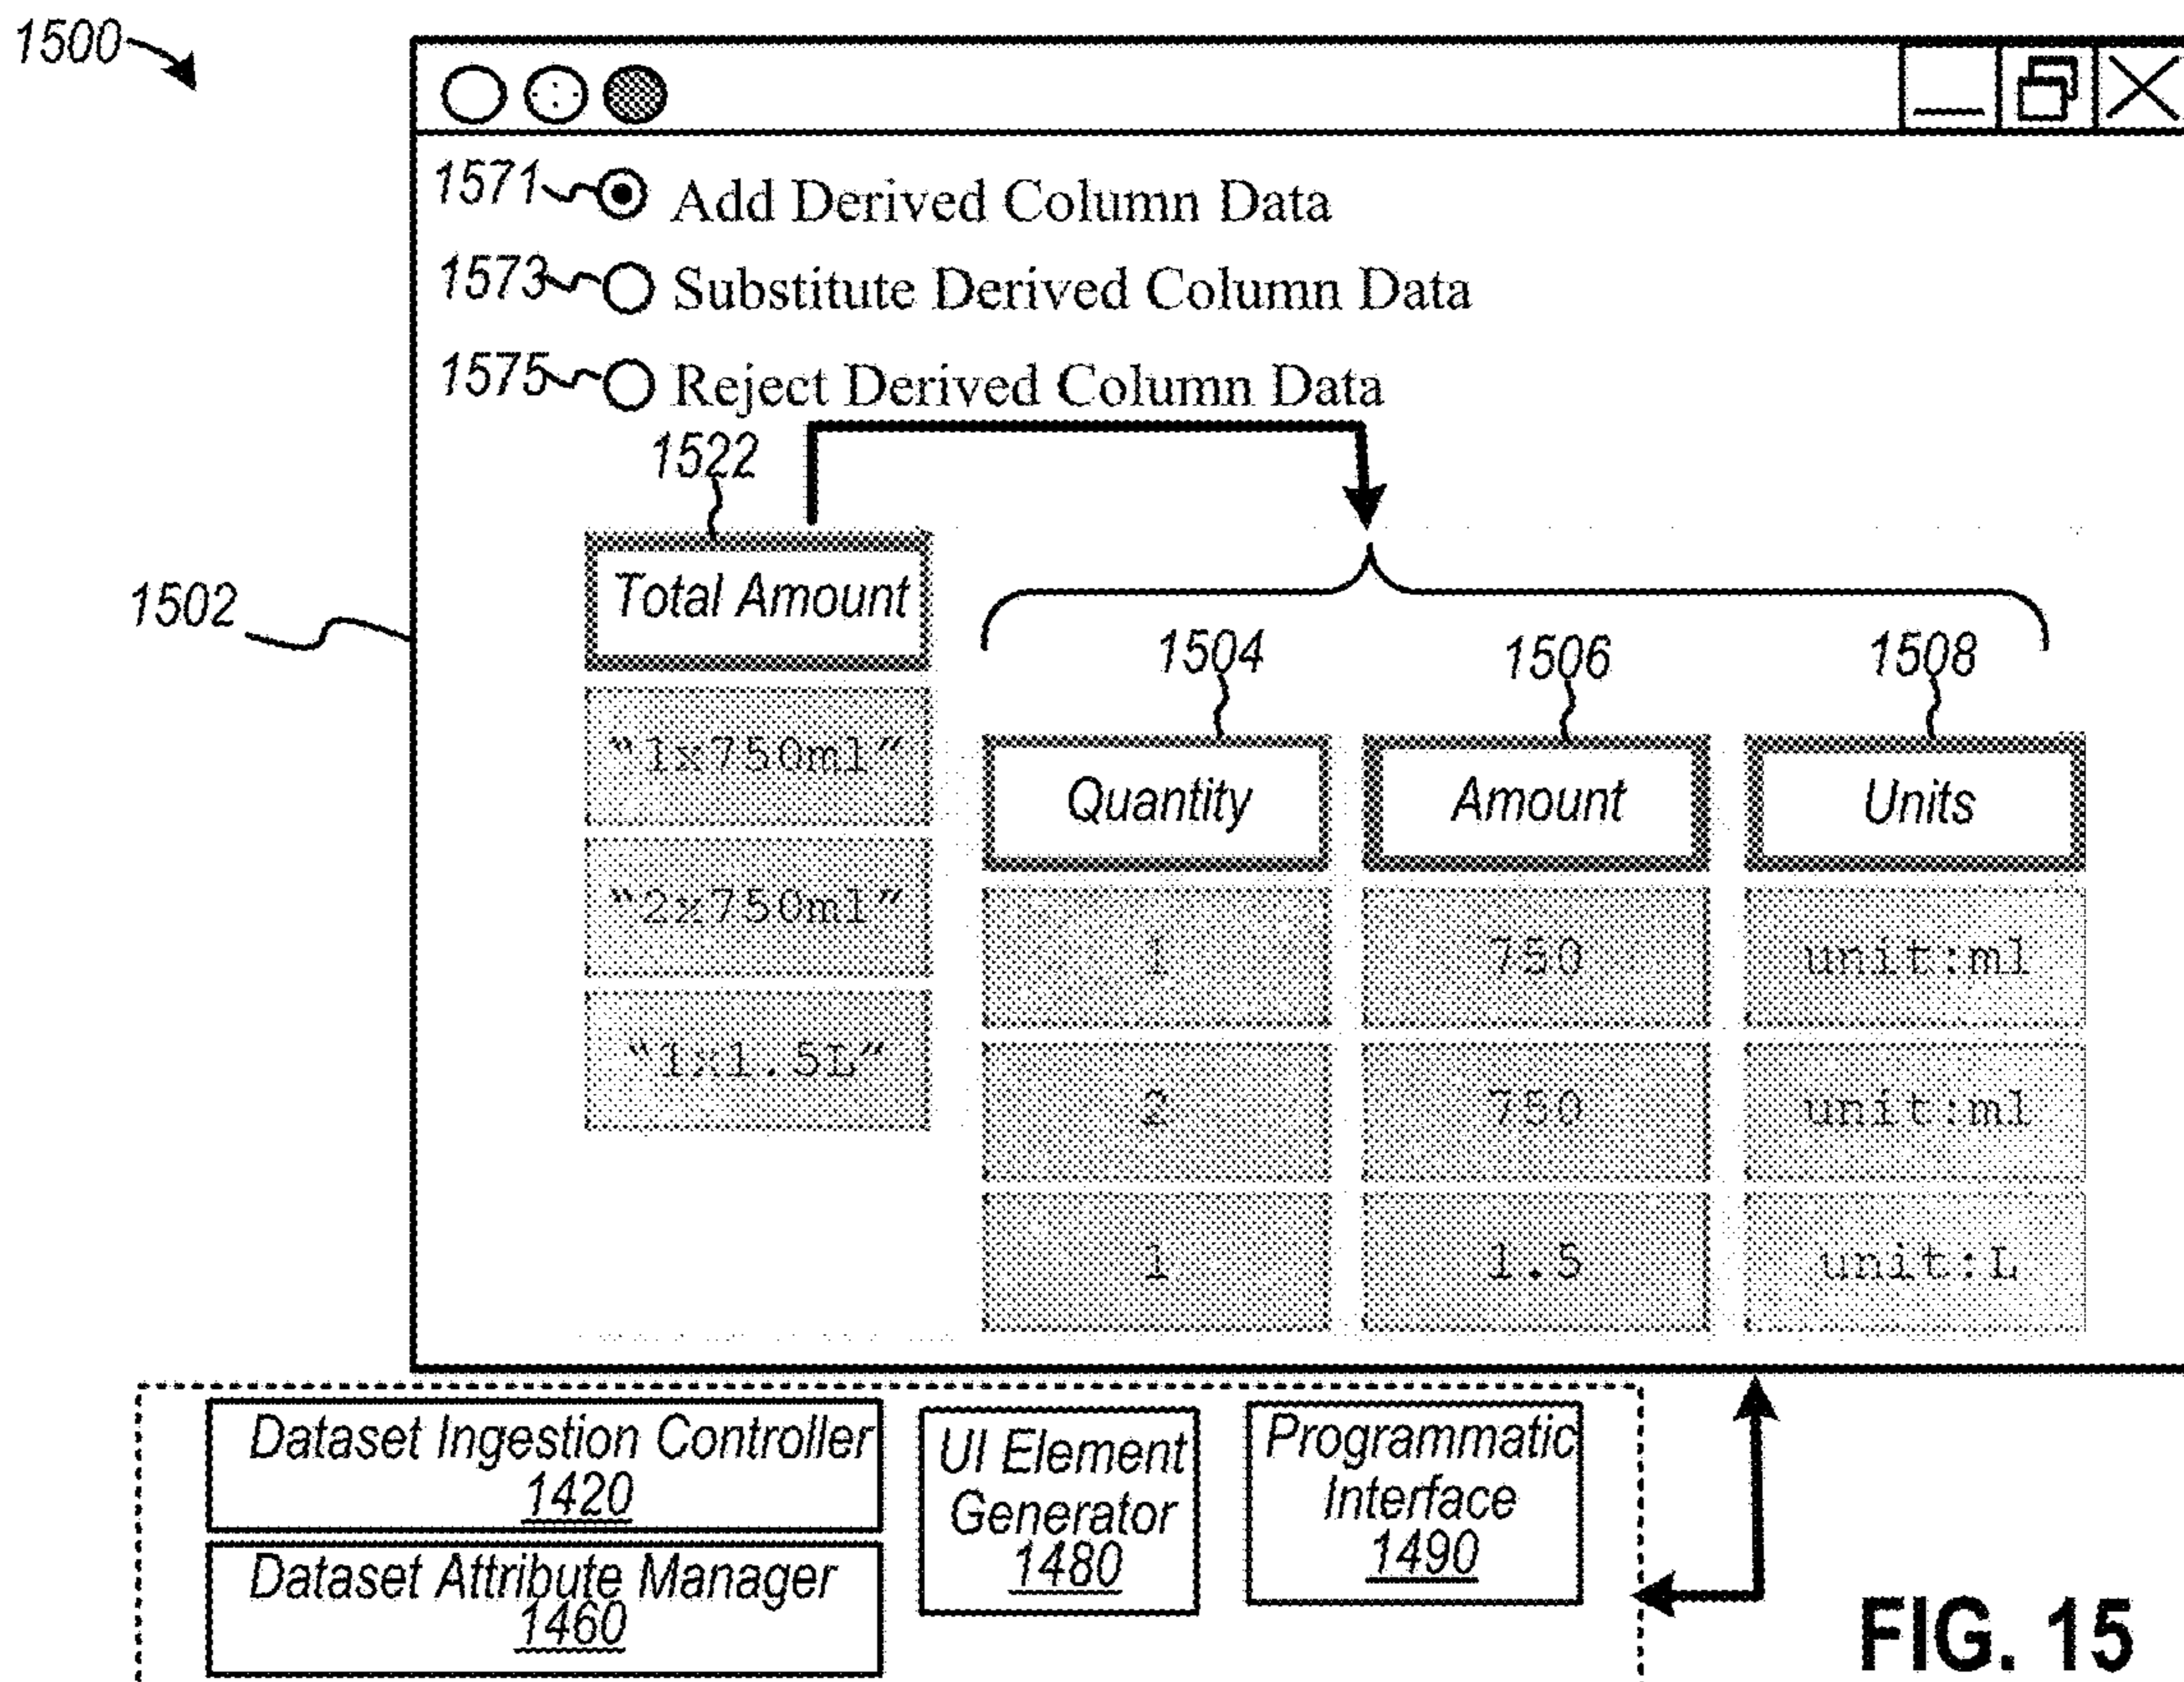 1500
1571 Add Derived Column Data
1573 Substitute Derived Column Data
1575 Reject Derived Column Data
1522
1502
Total Amount
"1x750ml"
"2x750ml"
"1x1.5L"
1504 1506 1508
Quantity Amount Units
1 750 unit:ml
2 750 unit:ml
1 1.5 unit:L
Dataset Ingestion Controller
1420
Dataset Attribute Manager
1460
UI Element
Generator
1480
Programmatic
Interface
1490
FIG. 15